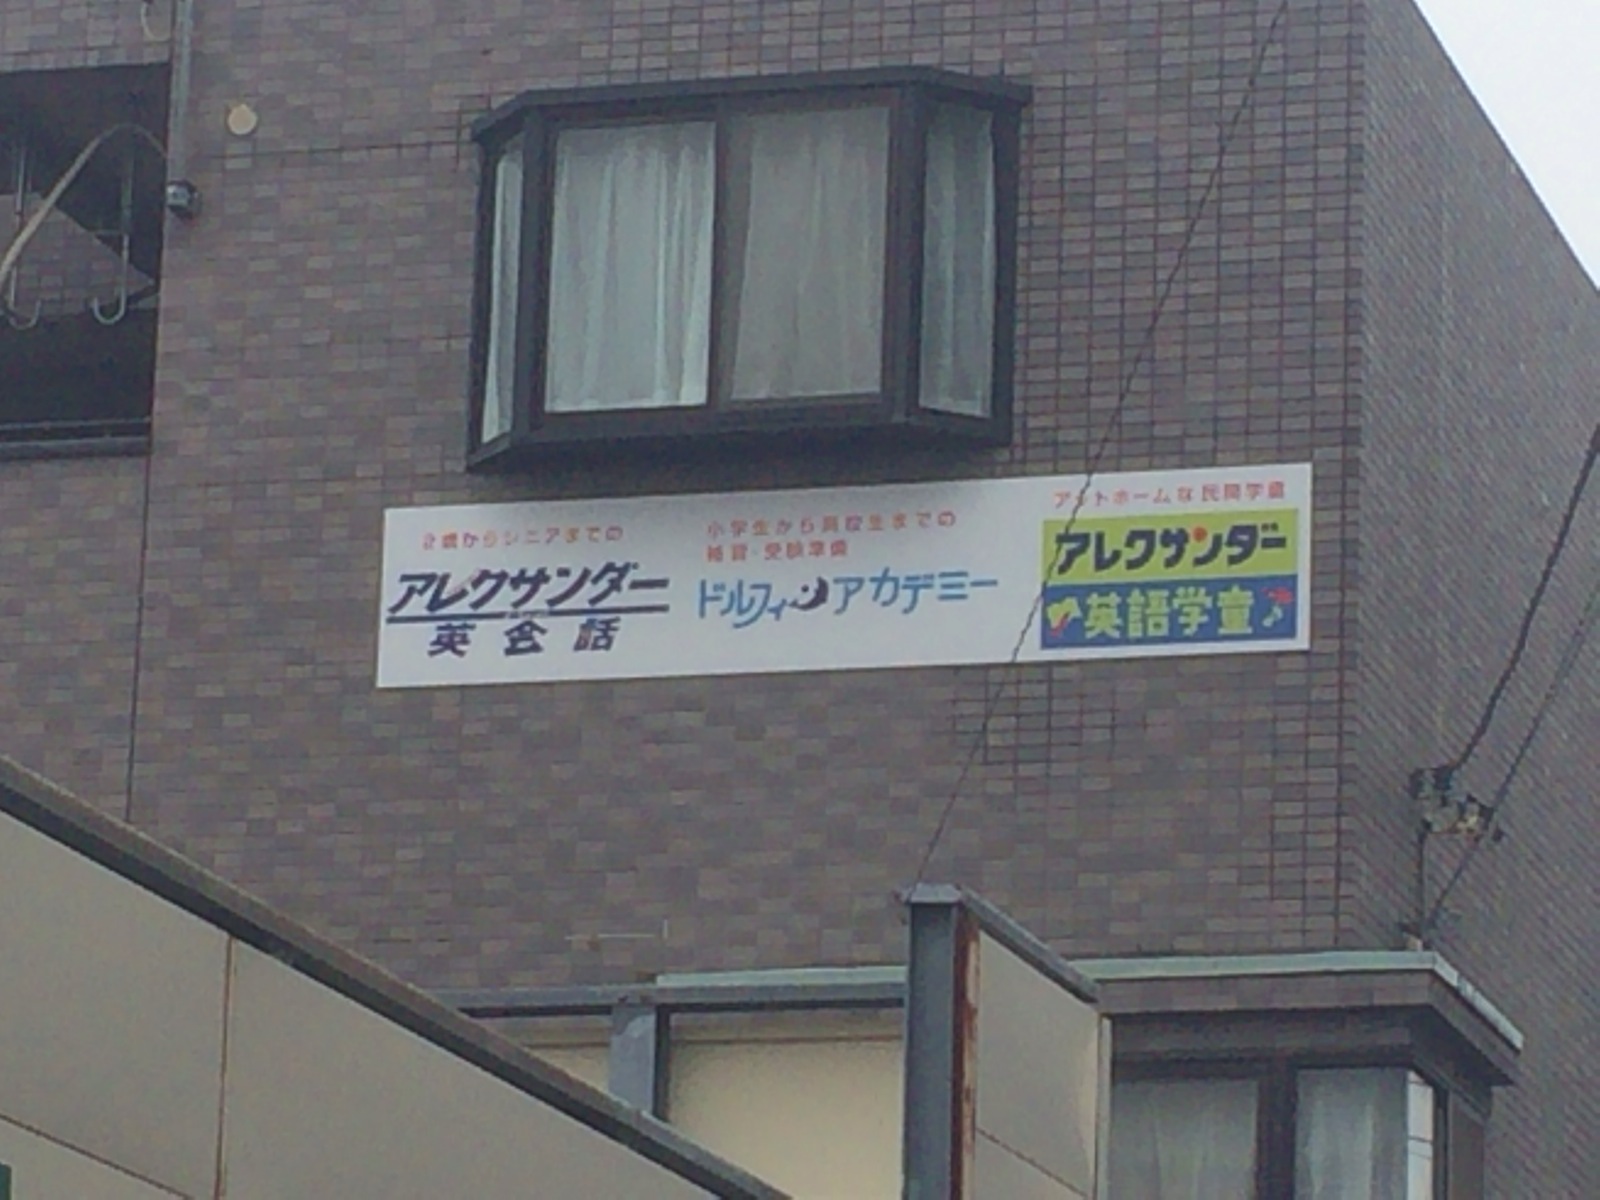 2歳からシニアまでの
アレクサンダー
英会話
小学生から高校生までの
補習・受験準備
ドルフィンアカデミー
アットホームな民間学童
アレクサンダー
英語学童